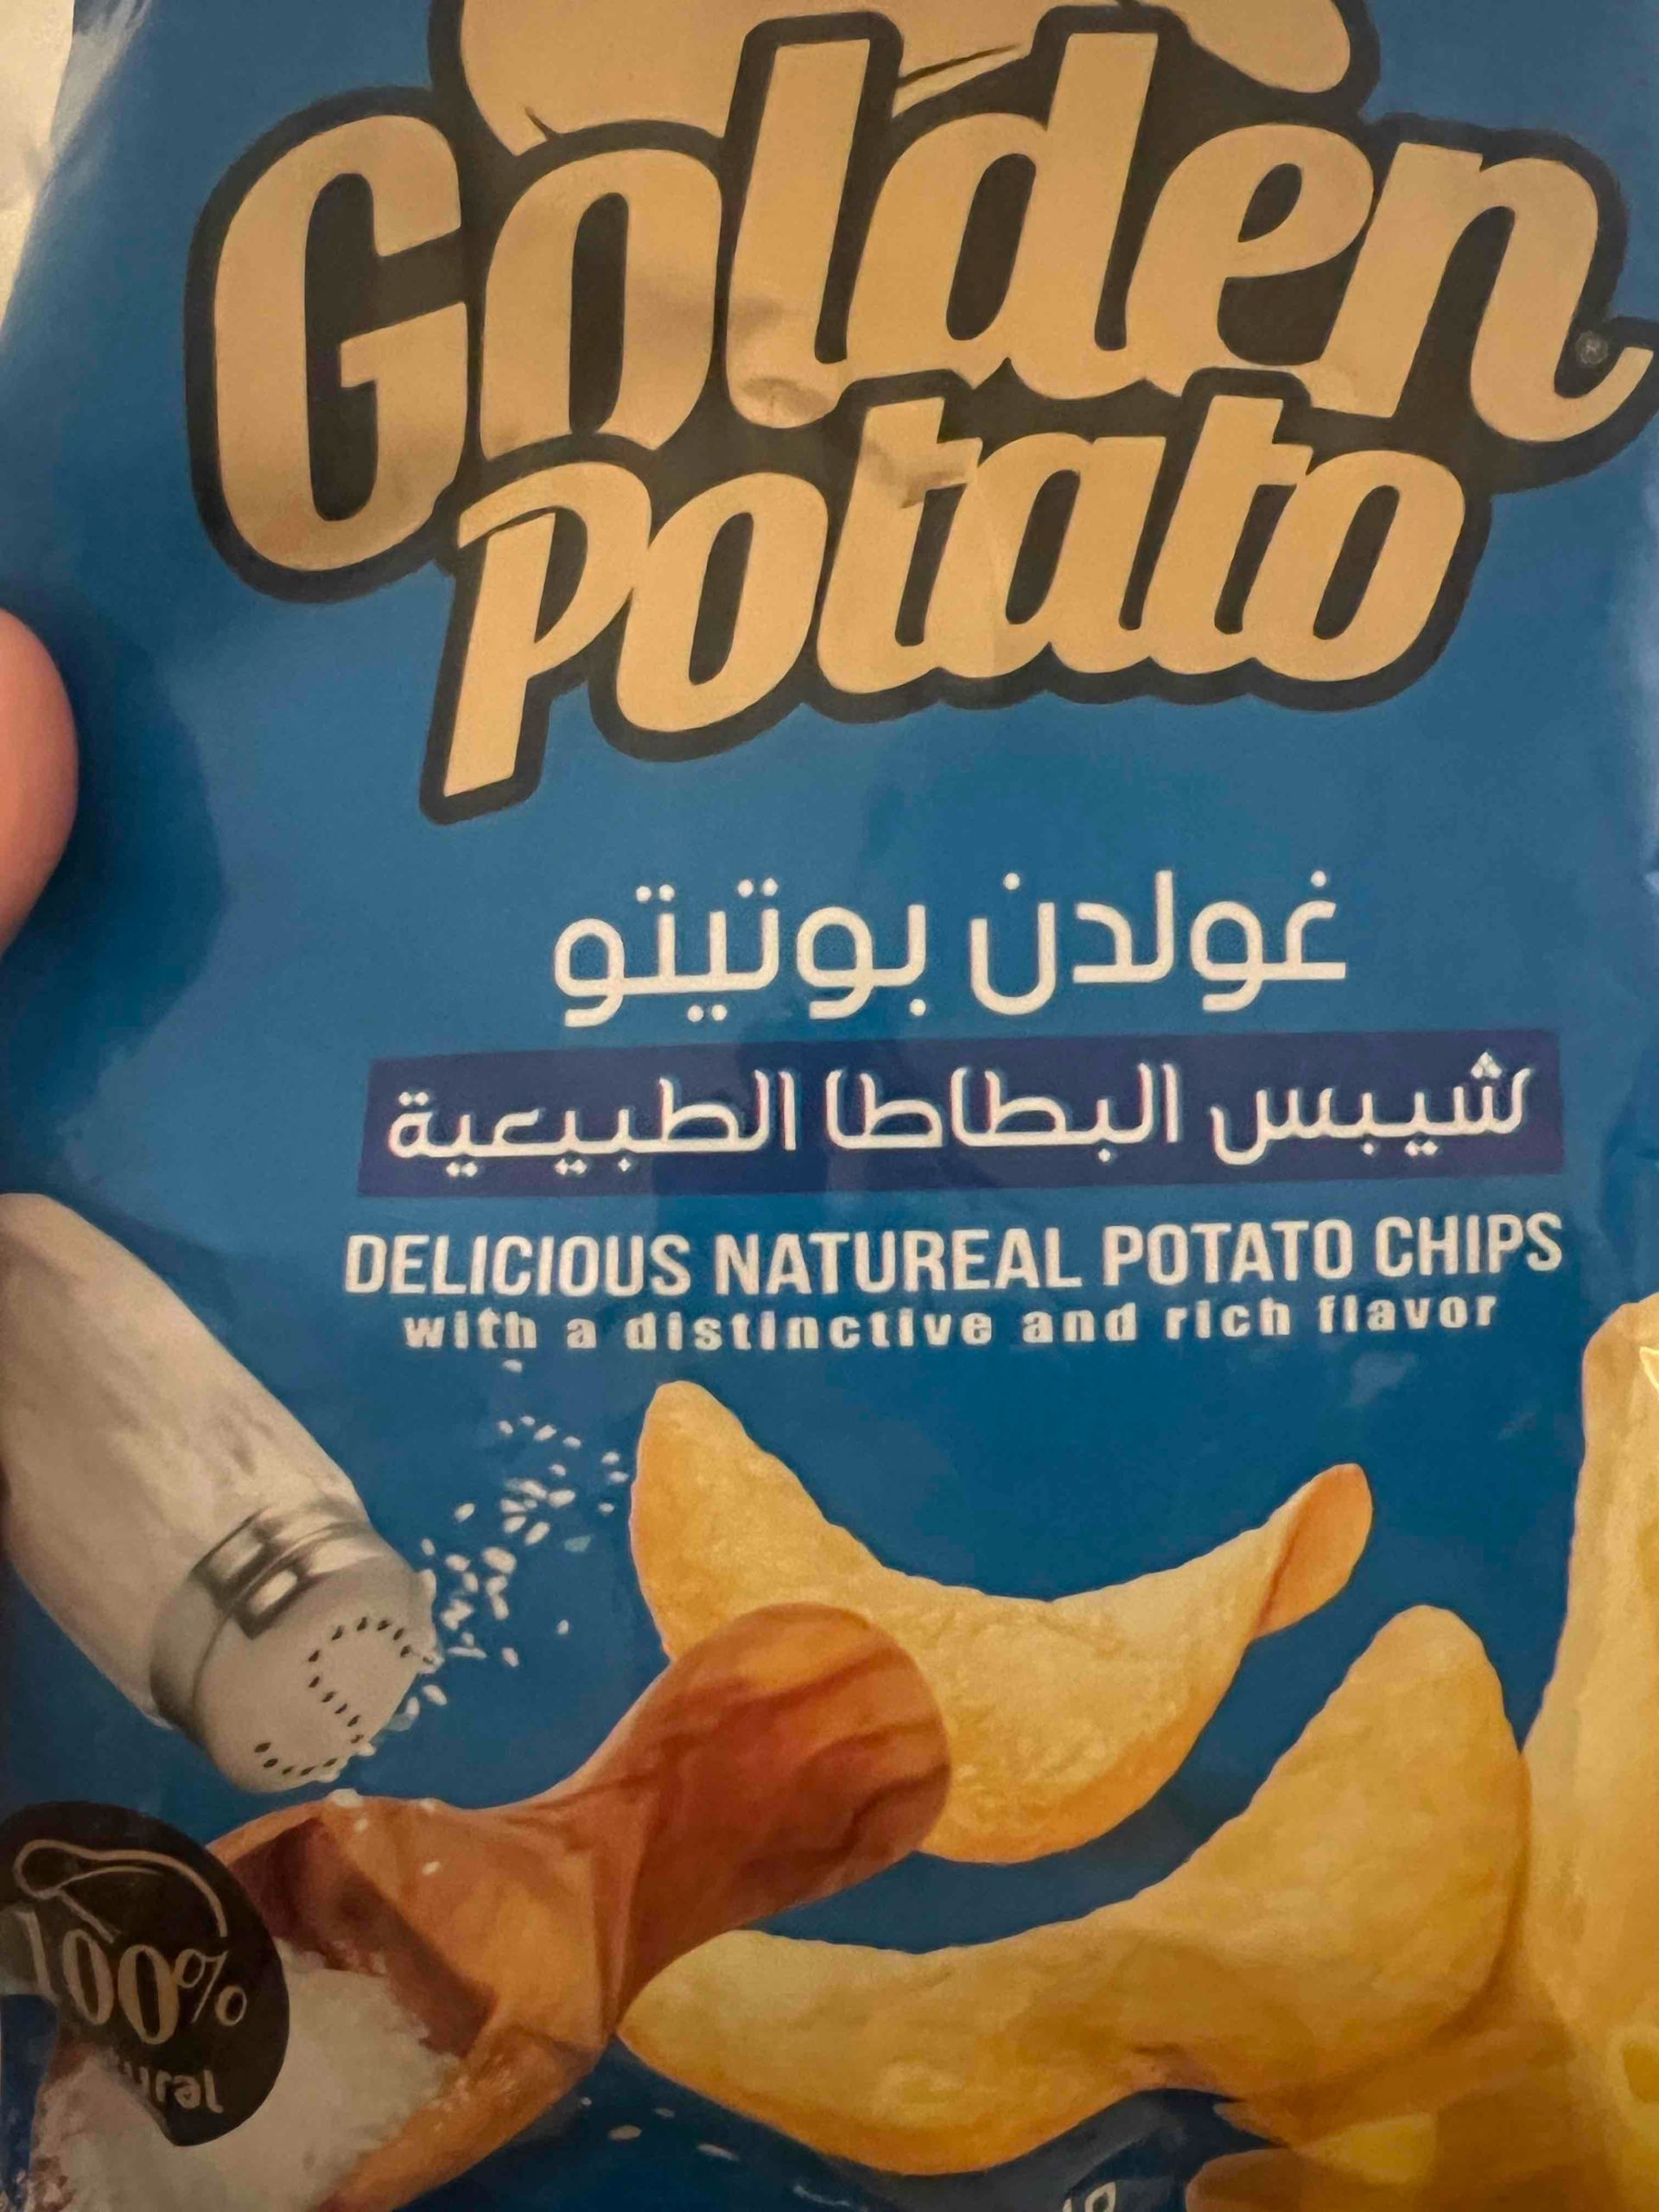 Golden
Potato
®
غولدن بوتيتو
شيبس البطاطا الطبيعية
DELICIOUS NATUREAL POTATO CHIPS
with a distinctive and rich flavor
100%